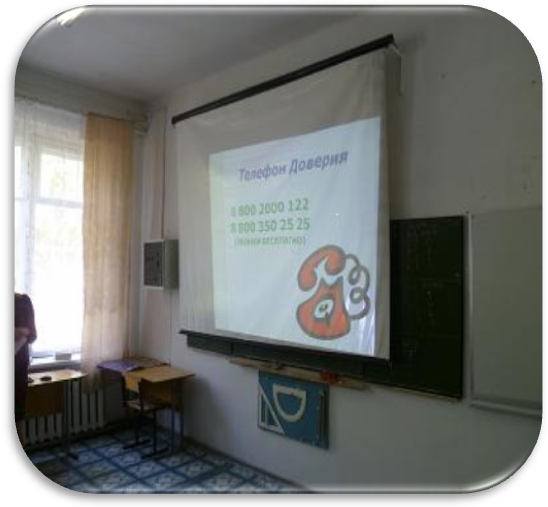 Телефон Доверия
8 800 2000 122
8 800 350 25 25
(ЗВОНКИ БЕСПЛАТНО)